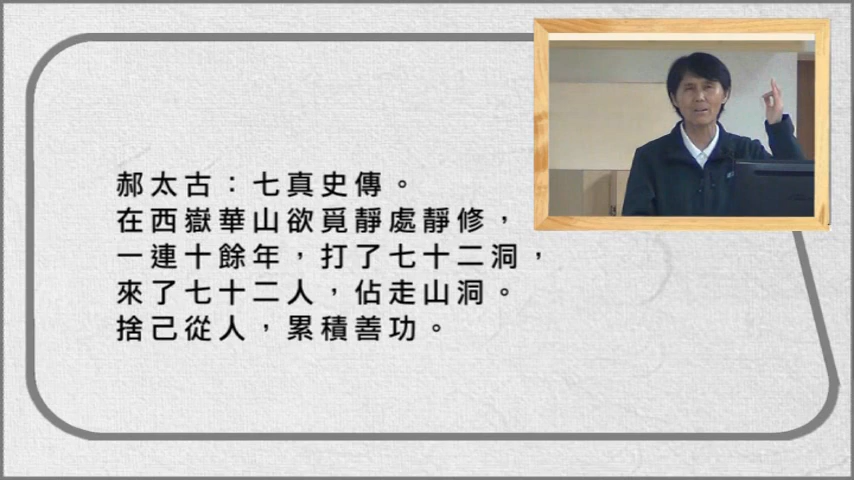 郝太古：七真史傳。
在西嶽華山欲覓靜處靜修，
一連十餘年，打了七十二洞，
來了七十二人，佔走山洞。
捨己從人，累積善功。